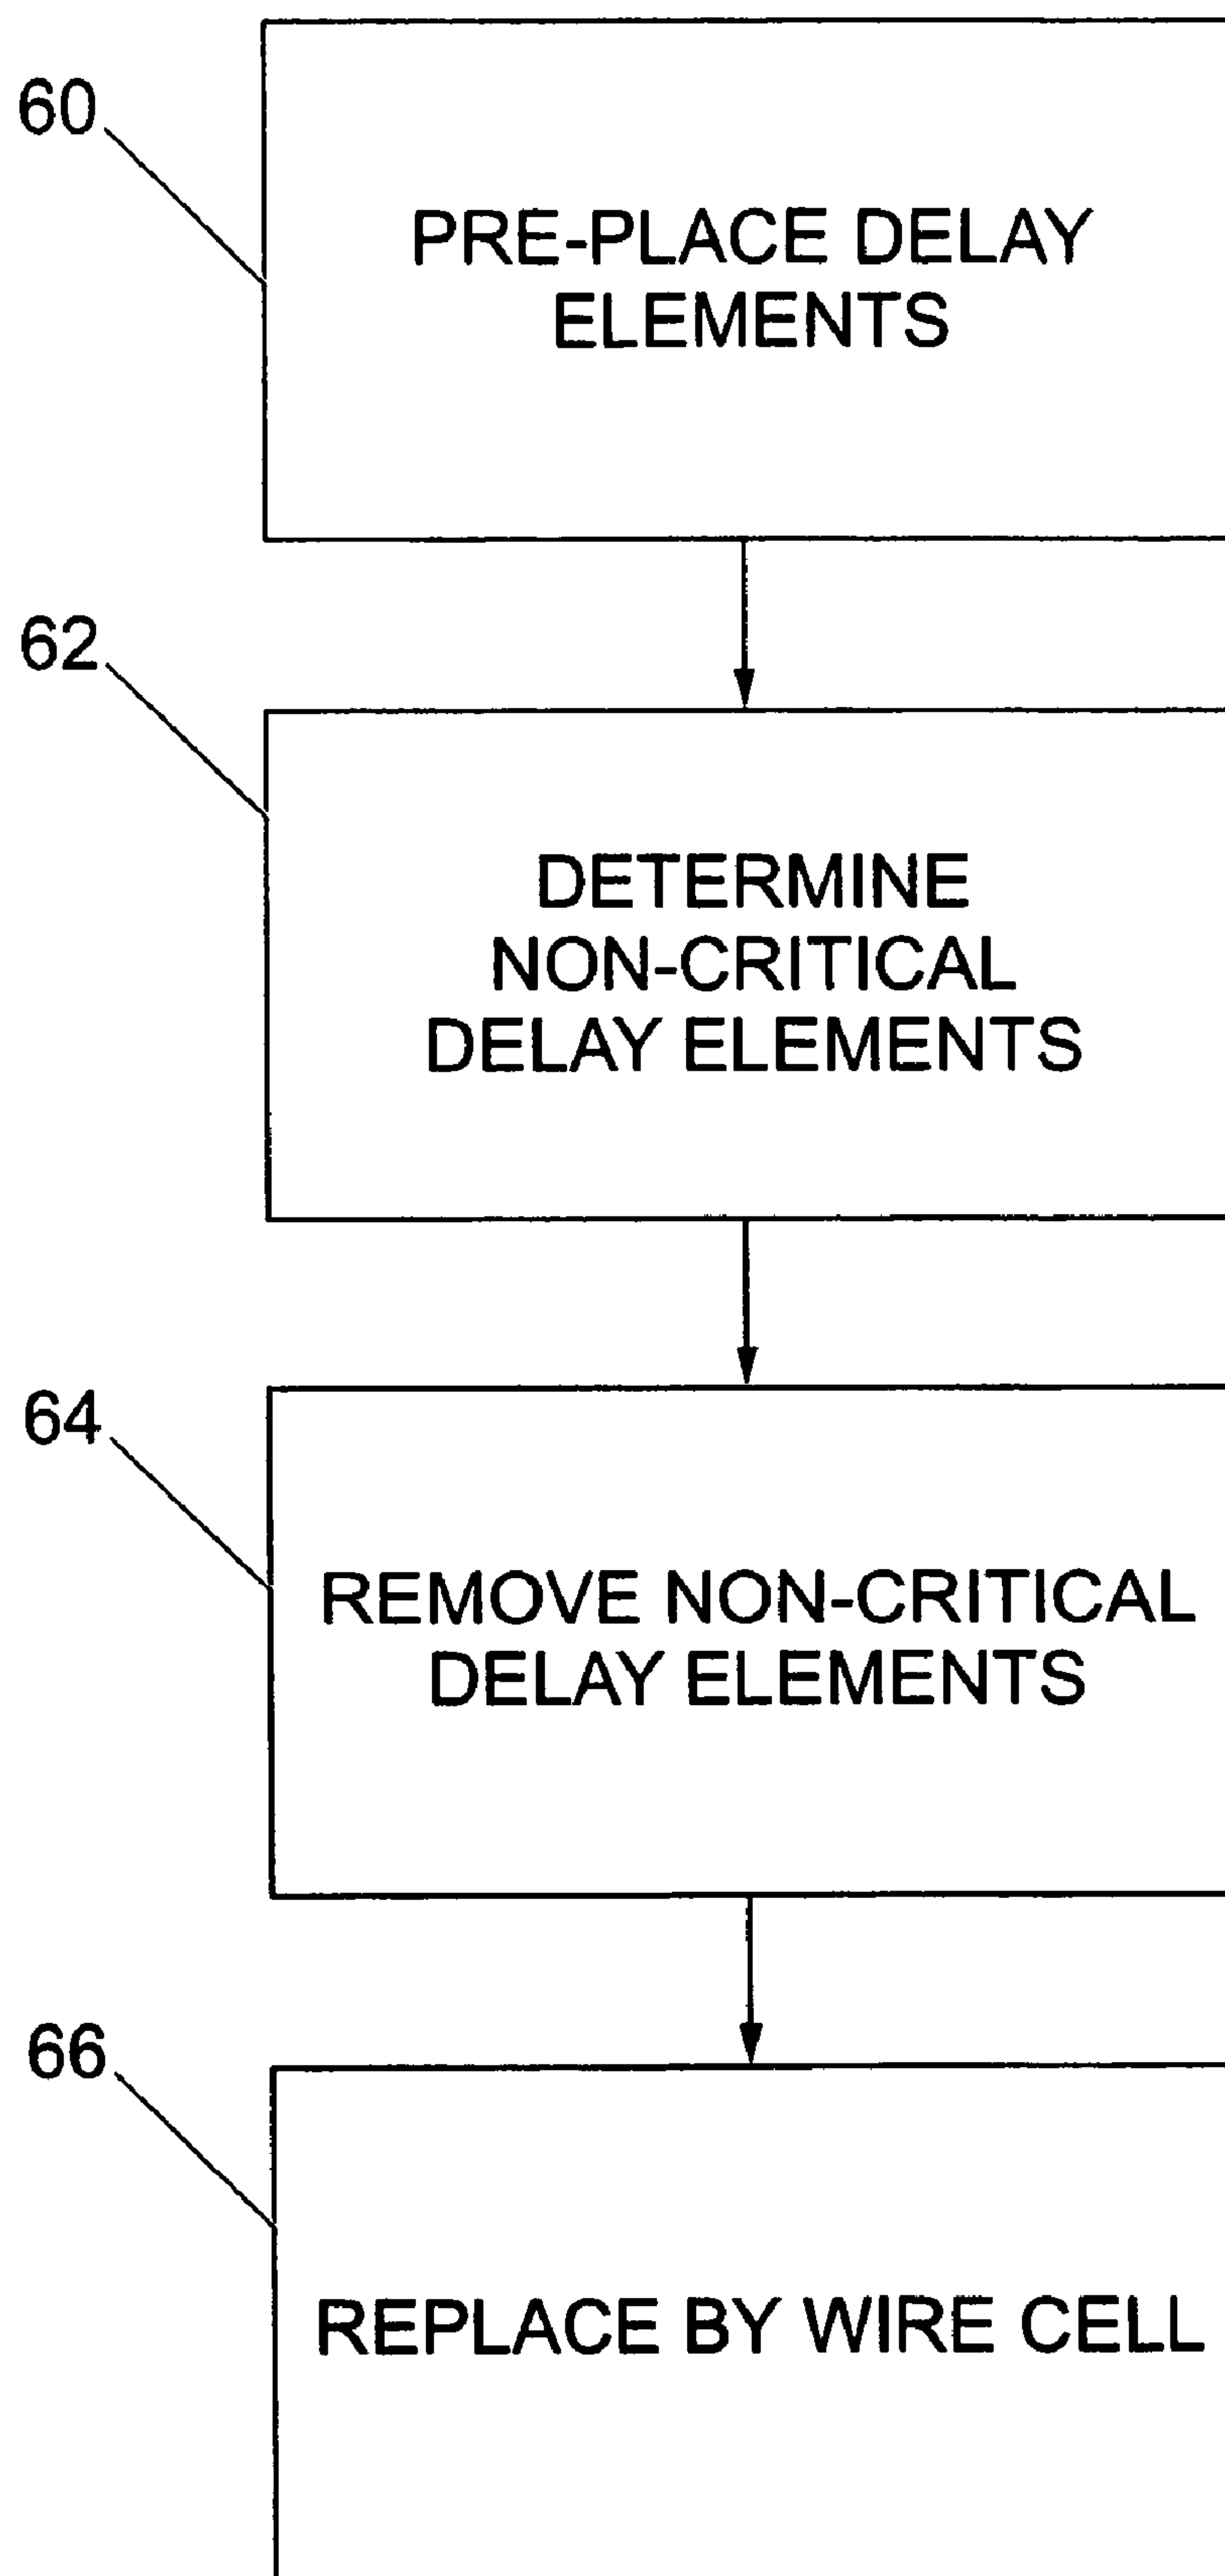 60
PRE-PLACE DELAY
ELEMENTS
62
DETERMINE
NON-CRITICAL
DELAY ELEMENTS
64
REMOVE NON-CRITICAL
DELAY ELEMENTS
66
REPLACE BY WIRE CELL